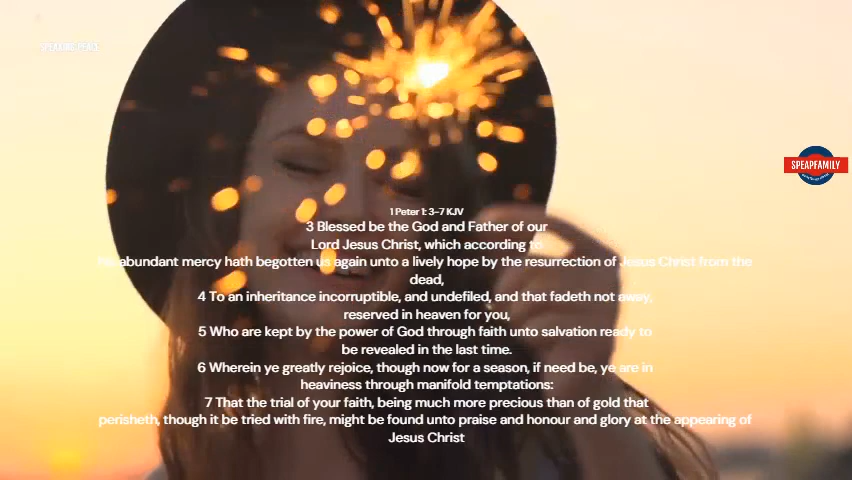 1 Peter 1: 3-7 KJV
3 Blessed be the God and Father of our
Lord Jesus Christ, which according to
his abundant mercy hath begotten us again unto a lively hope by the resurrection of Jesus Christ from the
dead,
4 To an inheritance incorruptible, and undefiled, and that fadeth not away,
reserved in heaven for you,
5 Who are kept by the power of God through faith unto salvation ready to
be revealed in the last time.
6 Wherein ye greatly rejoice, though now for a season, if need be, ye are in
heaviness through manifold temptations:
7 That the trial of your faith, being much more precious than of gold that
perisheth, though it be tried with fire, might be found unto praise and honour and glory at the appearing of
Jesus Christ
SPEAPFAMILY